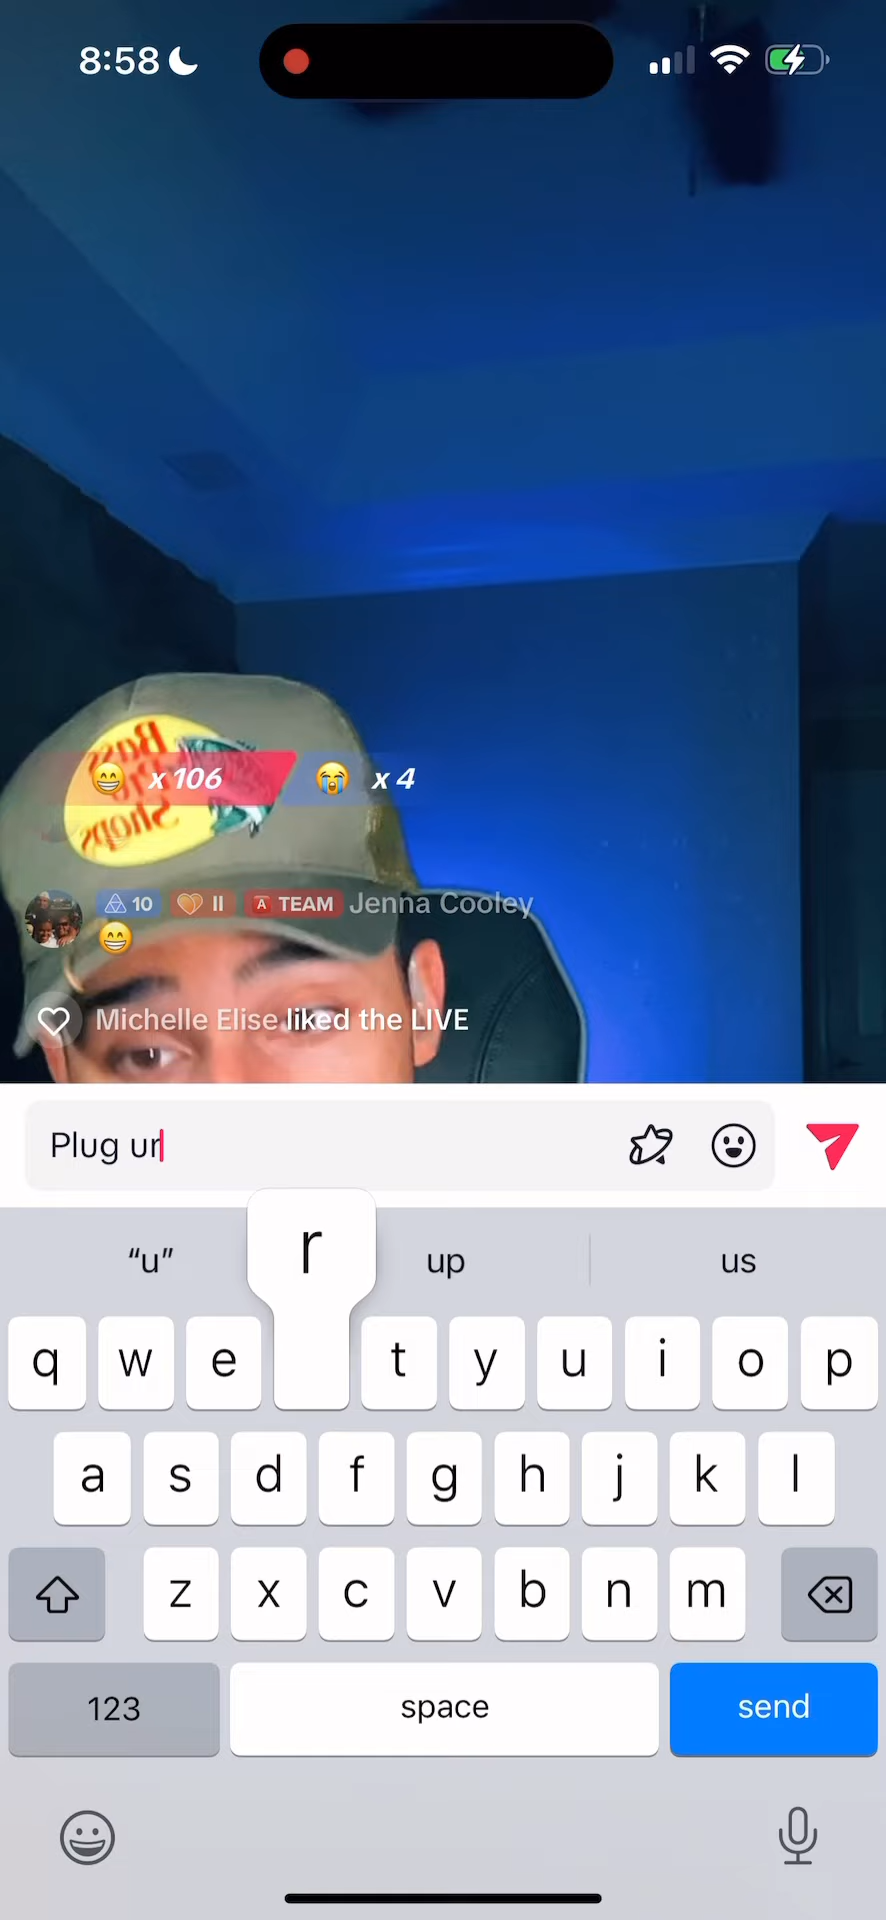 8:58
Bass
Pro
Shops
😁 x 106 😭 x 4
10 II A TEAM Jenna Cooley
😁
Michelle Elise liked the LIVE
Plug ur
r
“u” up us
q w e t y u i o p
a s d f g h j k l
z x c v b n m
123 space send